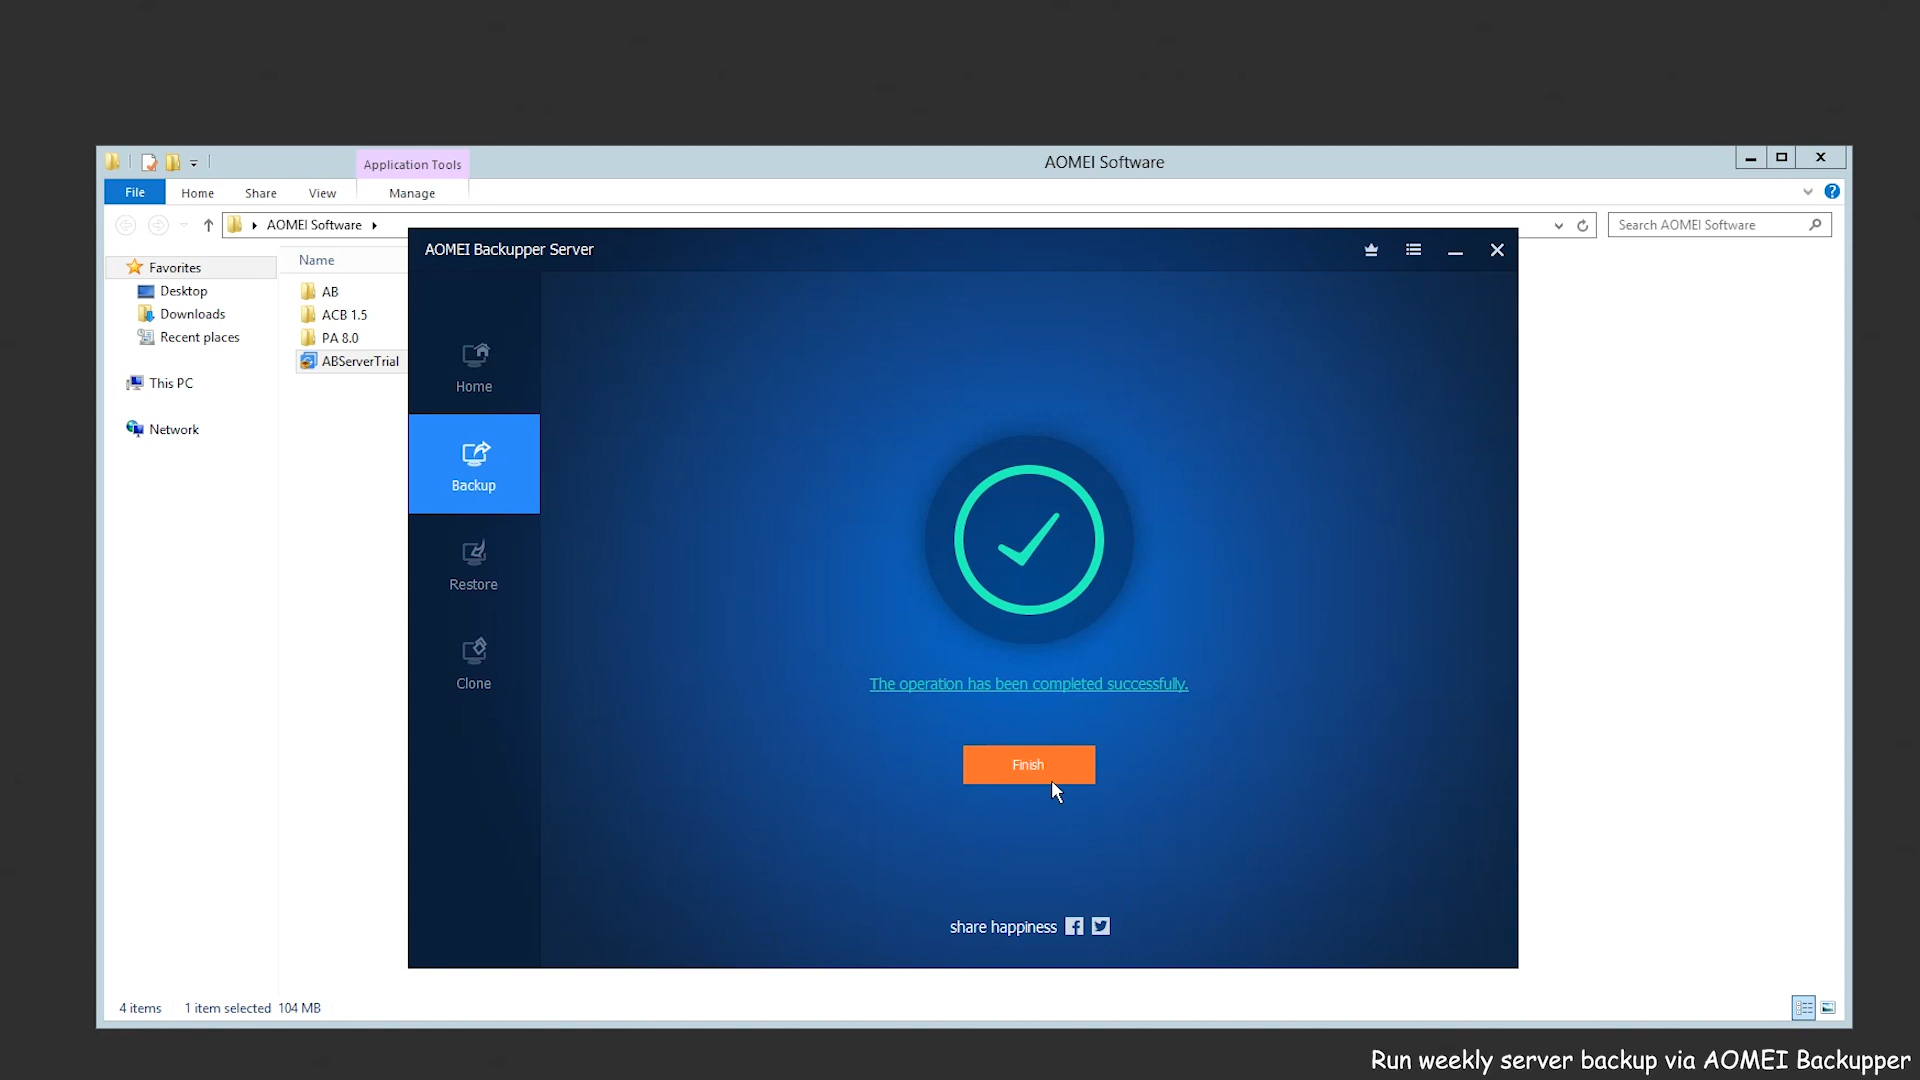 Application Tools
AOMEI Software
File Home Share View Manage
AOMEI Software
Search AOMEI Software
Favorites
Desktop
Downloads
Recent places
This PC
Network
Name
AB
ACB 1.5
PA 8.0
ABServerTrial
AOMEI Backupper Server
Home
Backup
Restore
Clone
The operation has been completed successfully.
Finish
share happiness
4 items 1 item selected 104 MB
Run weekly server backup via AOMEI Backupper